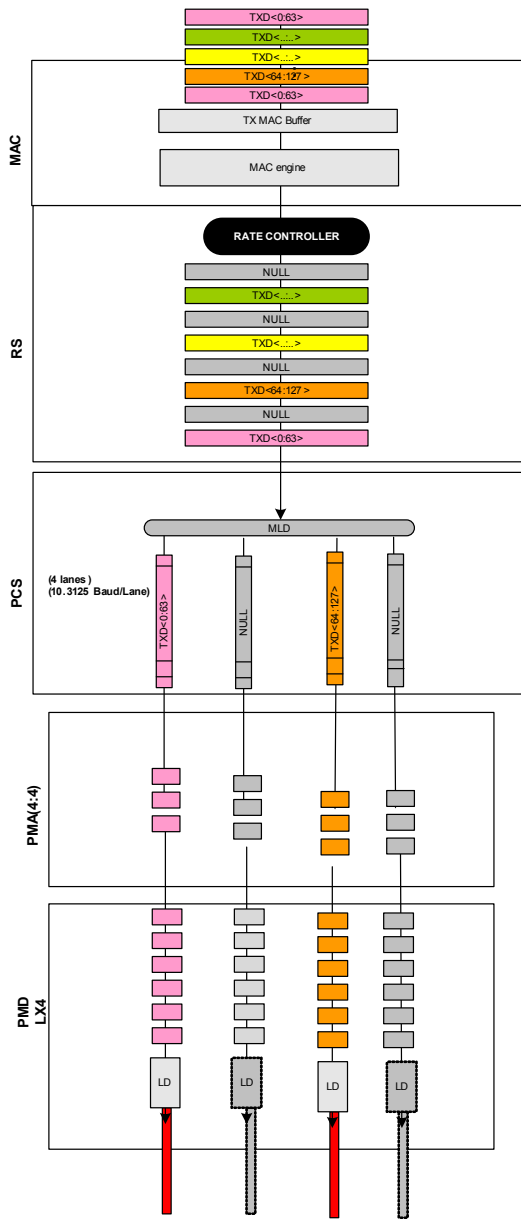 TXD<0:63>
TXD<..:..>
TXD<..:..>
TXD<64:127>
TXD<0:63>
MAC
TX MAC Buffer
MAC engine
RS
RATE CONTROLLER
NULL
TXD<..:..>
NULL
TXD<..:..>
NULL
TXD<64:127>
NULL
TXD<0:63>
PCS
MLD
(4 lanes)
(10.3125 Baud/Lane)
TXD<0:63>
NULL
TXD<64:127>
NULL
PMA(4:4)
PMD
LX4
LD
LD
LD
LD